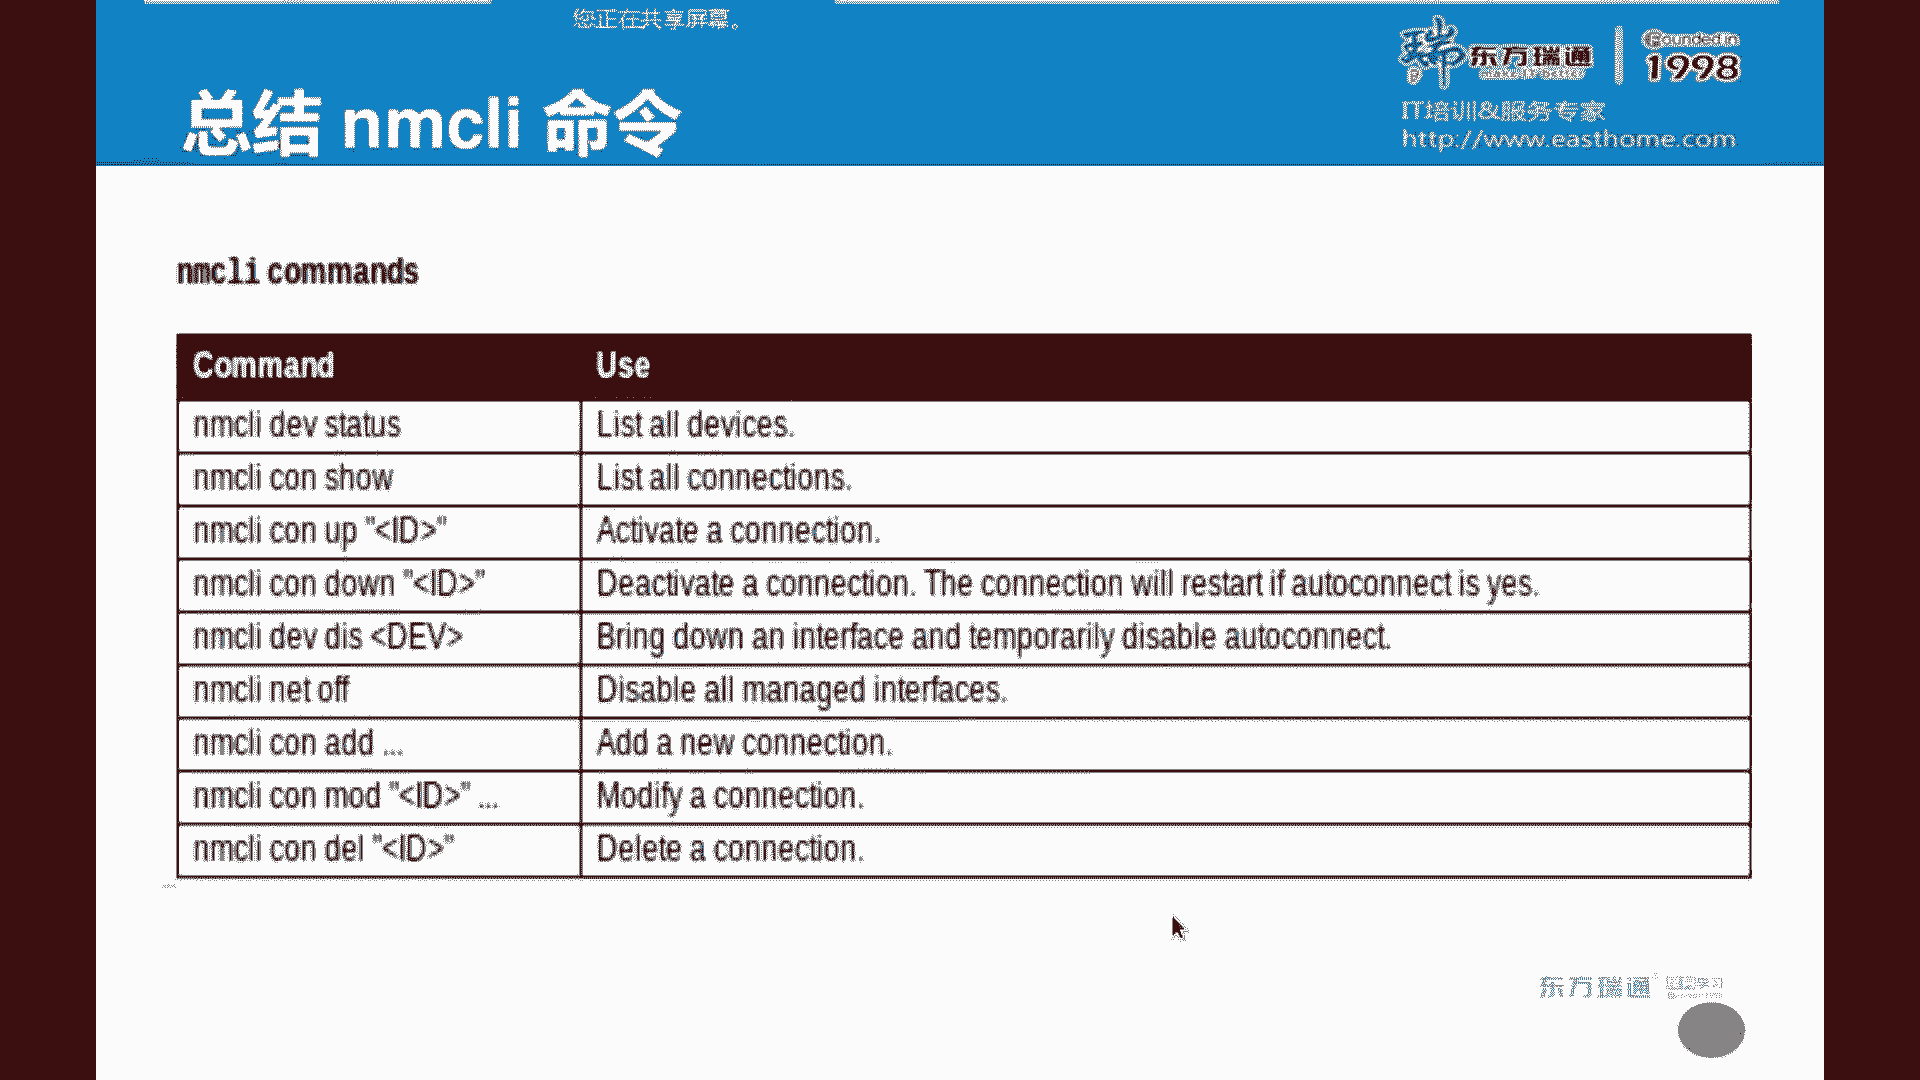 您正在共享屏幕。
东方瑞通
Founded in
1998
IT培训&服务专家
http://www.easthome.com
总结 nmcli 命令
nmcli commands
Command Use
nmcli dev status List all devices.
nmcli con show List all connections.
nmcli con up "<ID>" Activate a connection.
nmcli con down "<ID>" Deactivate a connection. The connection will restart if autoconnect is yes.
nmcli dev dis <DEV> Bring down an interface and temporarily disable autoconnect.
nmcli net off Disable all managed interfaces.
nmcli con add ... Add a new connection.
nmcli con mod "<ID>" ... Modify a connection.
nmcli con del "<ID>" Delete a connection.
东方瑞通